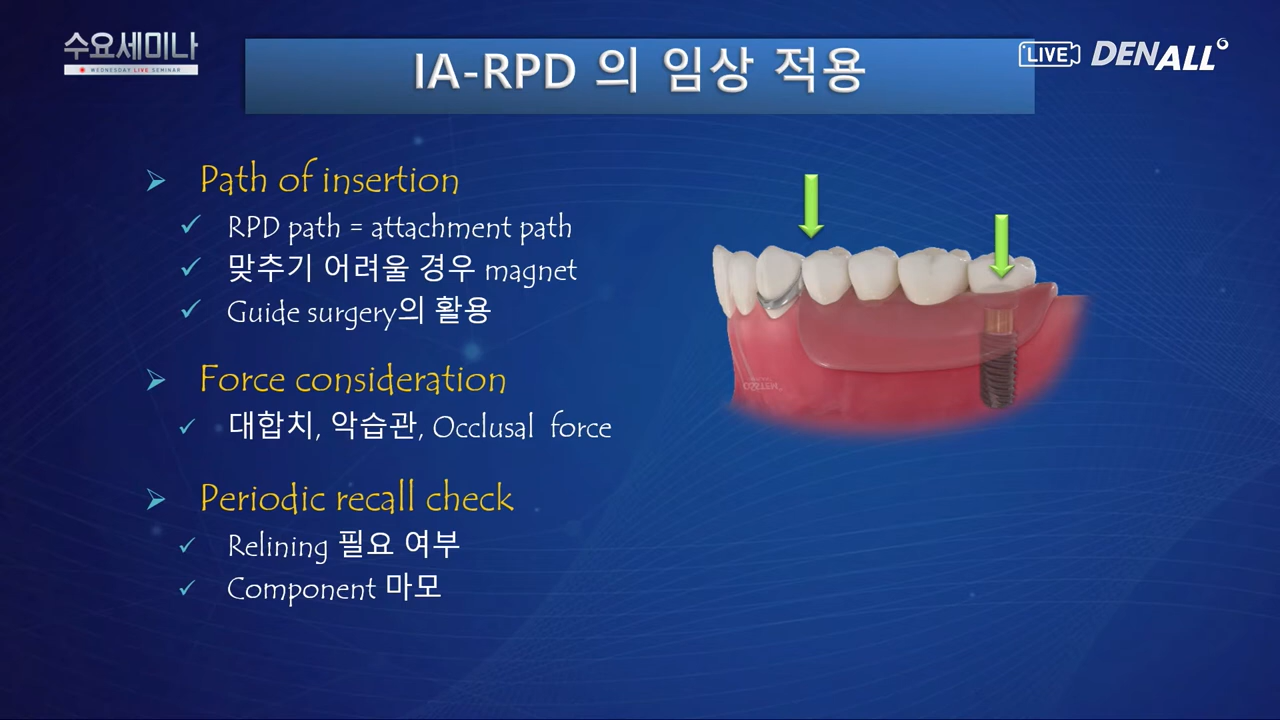 수요세미나
WEDNESDAY LIVE SEMINAR
IA-RPD 의 임상 적용
LIVE
DENALL
Path of insertion
RPD path = attachment path
맞추기 어려울 경우 magnet
Guide surgery의 활용
Force consideration
대합치, 악습관, Occlusal force
Periodic recall check
Relining 필요 여부
Component 마모